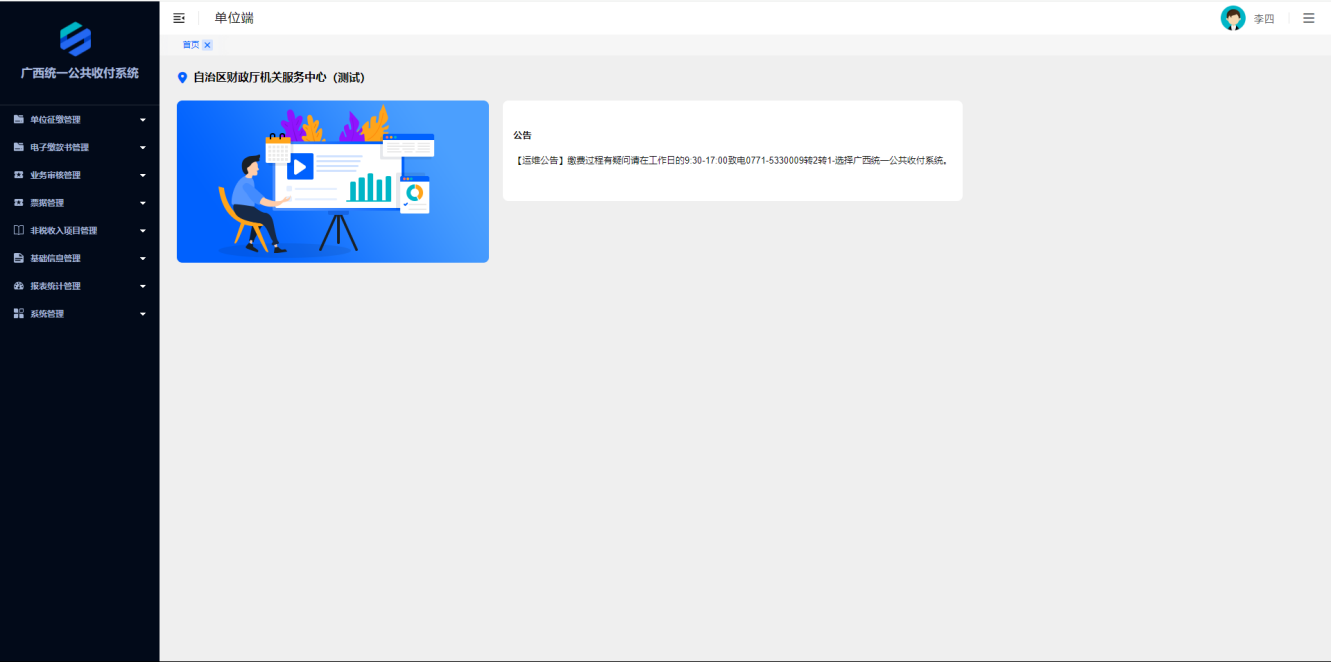 单位端
李四
广西统一公共收付系统
首页
自治区财政厅机关服务中心（测试）
单位征缴管理
电子缴款书管理
业务审核管理
票据管理
非税收入项目管理
基础信息管理
报表统计管理
系统管理
公告
【运维公告】缴费过程有疑问请在工作日的9:30-17:00致电0771-5330009转2转1-选择广西统一公共收付系统。